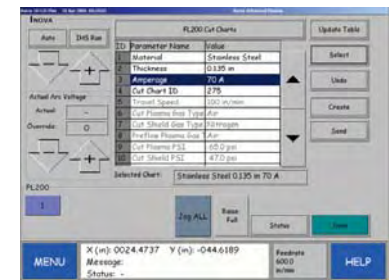 INOVA
FL200 Cut Charts
Update Table
Auto IHS Run
ID Parameter Name Value
1 Material Stainless Steel
Select
2 Thickness 0.135 in
3 Amperage 70 A
Undo
4 Cut Chart ID 275
Actual Arc Voltage
5 Travel Speed 100 in/min
Actual: -
6 Cut Plasma Gas Type Air
Create
Override: 0
7 Cut Shield Gas Type Nitrogen
8 Preflow Plasma Gas Air
Send
9 Cut Plasma PSI 65.0 psi
10 Cut Shield PSI 47.0 psi
Selected Chart: Stainless Steel 0.135 in 70 A
FL200
1
Jog ALL
Raise Full
Status
MENU
X (in): 0024.4737 Y (in): -044.6189
Message:
Status: -
Feedrate
600.0
in/min
HELP